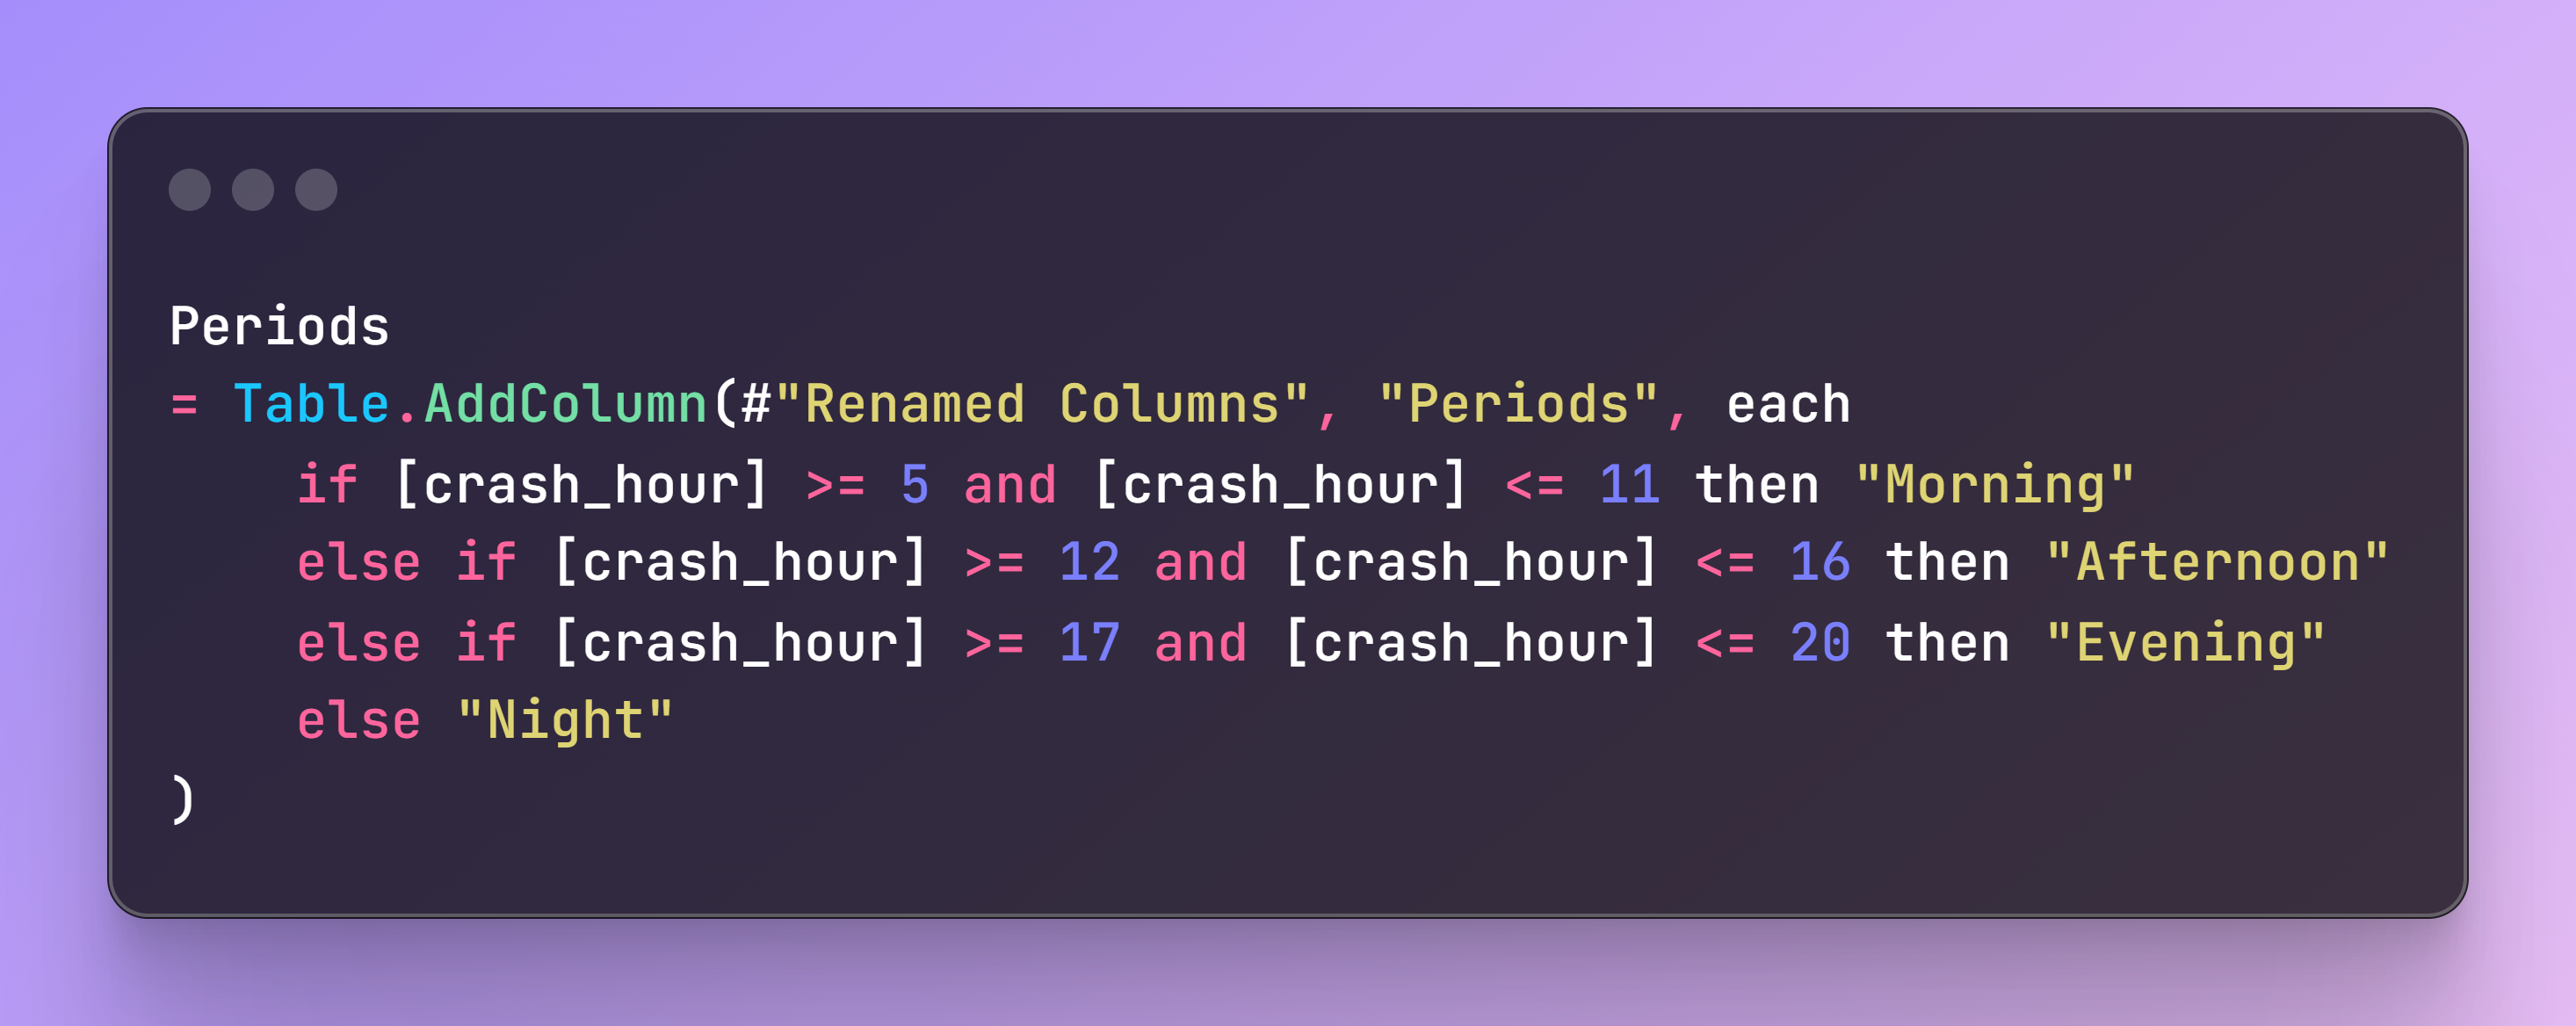 Periods
= Table.AddColumn(#"Renamed Columns", "Periods", each
    if [crash_hour] >= 5 and [crash_hour] <= 11 then "Morning"
    else if [crash_hour] >= 12 and [crash_hour] <= 16 then "Afternoon"
    else if [crash_hour] >= 17 and [crash_hour] <= 20 then "Evening"
    else "Night"
)